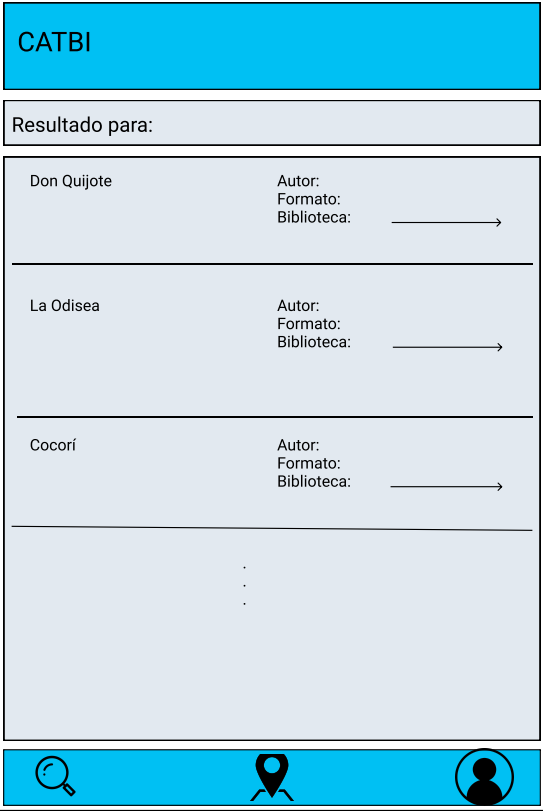 CATBI
Resultado para:
Don Quijote
Autor:
Formato:
Biblioteca:
La Odisea
Autor:
Formato:
Biblioteca:
Cocorí
Autor:
Formato:
Biblioteca:
.
.
.